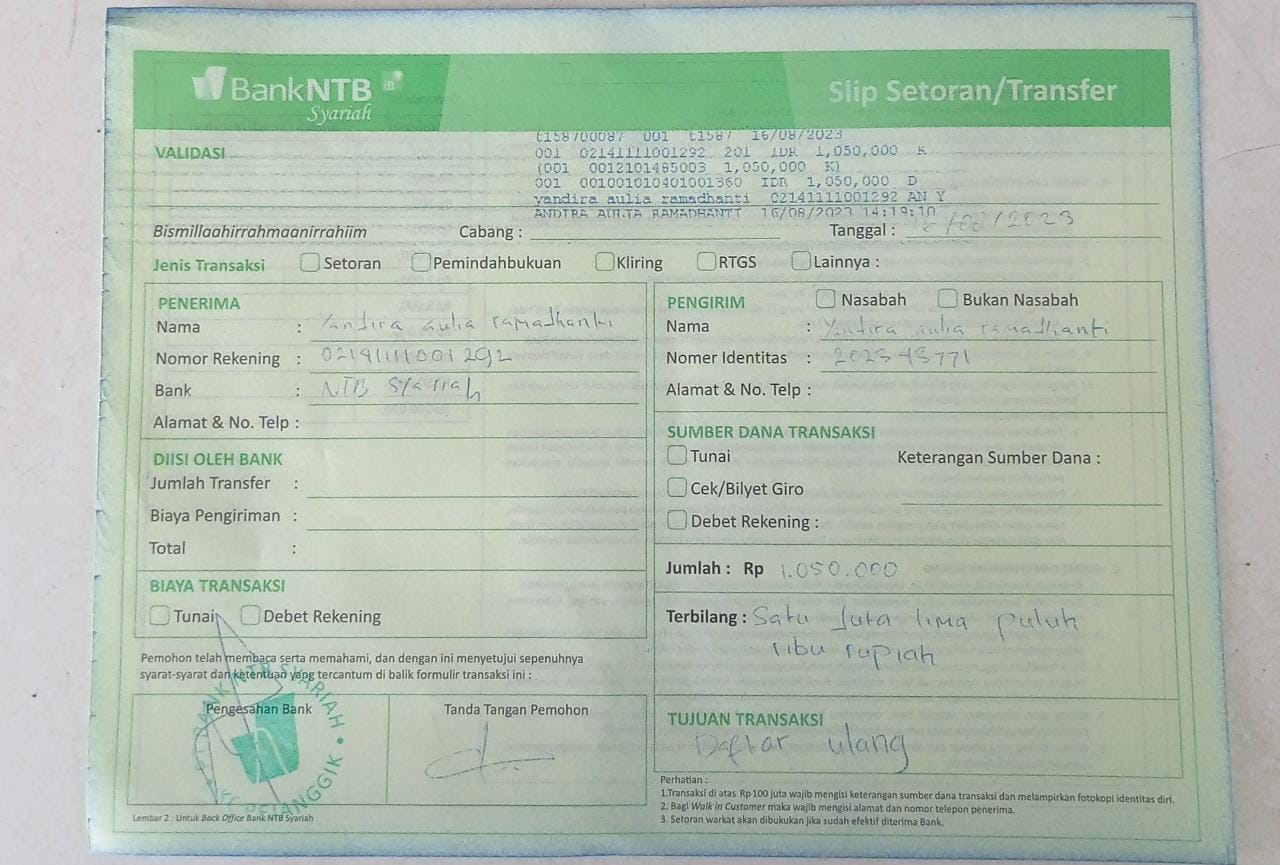 BankNTB iB
Syariah
Slip Setoran/Transfer
VALIDASI
t158700087 001 t1587 16/08/2023
001 02141111001292 201 IDR 1,050,000 K
(001 0012101485003 1,050,000 K)
001 001001010401001360 IDR 1,050,000 D
yandira aulia ramadhanti 02141111001292 AN Y
ANDIRA AULIA RAMADHANTI 16/08/2023 14:19:10
Bismillaahirrahmaanirrahiim Cabang : Tanggal : /2023
Jenis Transaksi Setoran Pemindahbukuan Kliring RTGS Lainnya :
PENERIMA
Nama : Yandira aulia ramadhanti
Nomor Rekening : 02141111001292
Bank : NTB Syariah
Alamat & No. Telp :
DIISI OLEH BANK
Jumlah Transfer :
Biaya Pengiriman :
Total :
BIAYA TRANSAKSI
Tunai Debet Rekening
Pemohon telah membaca serta memahami, dan dengan ini menyetujui sepenuhnya
syarat-syarat dan ketentuan yang tercantum di balik formulir transaksi ini :
Pengesahan Bank Tanda Tangan Pemohon
BANK NTB SYARIAH
Lembar 2 : Untuk Back Office Bank NTB Syariah
PENGIRIM Nasabah Bukan Nasabah
Nama : Yandira aulia ramadhanti
Nomer Identitas : 202348771
Alamat & No. Telp :
SUMBER DANA TRANSAKSI
Tunai Keterangan Sumber Dana :
Cek/Bilyet Giro
Debet Rekening :
Jumlah : Rp 1.050.000
Terbilang : Satu Juta lima puluh
ribu rupiah
TUJUAN TRANSAKSI
Daftar ulang
Perhatian :
1.Transaksi di atas Rp 100 juta wajib mengisi keterangan sumber dana transaksi dan melampirkan fotokopi identitas diri.
2. Bagi Walk in Customer maka wajib mengisi alamat dan nomor telepon penerima.
3. Setoran warkat akan dibukukan jika sudah efektif diterima Bank.